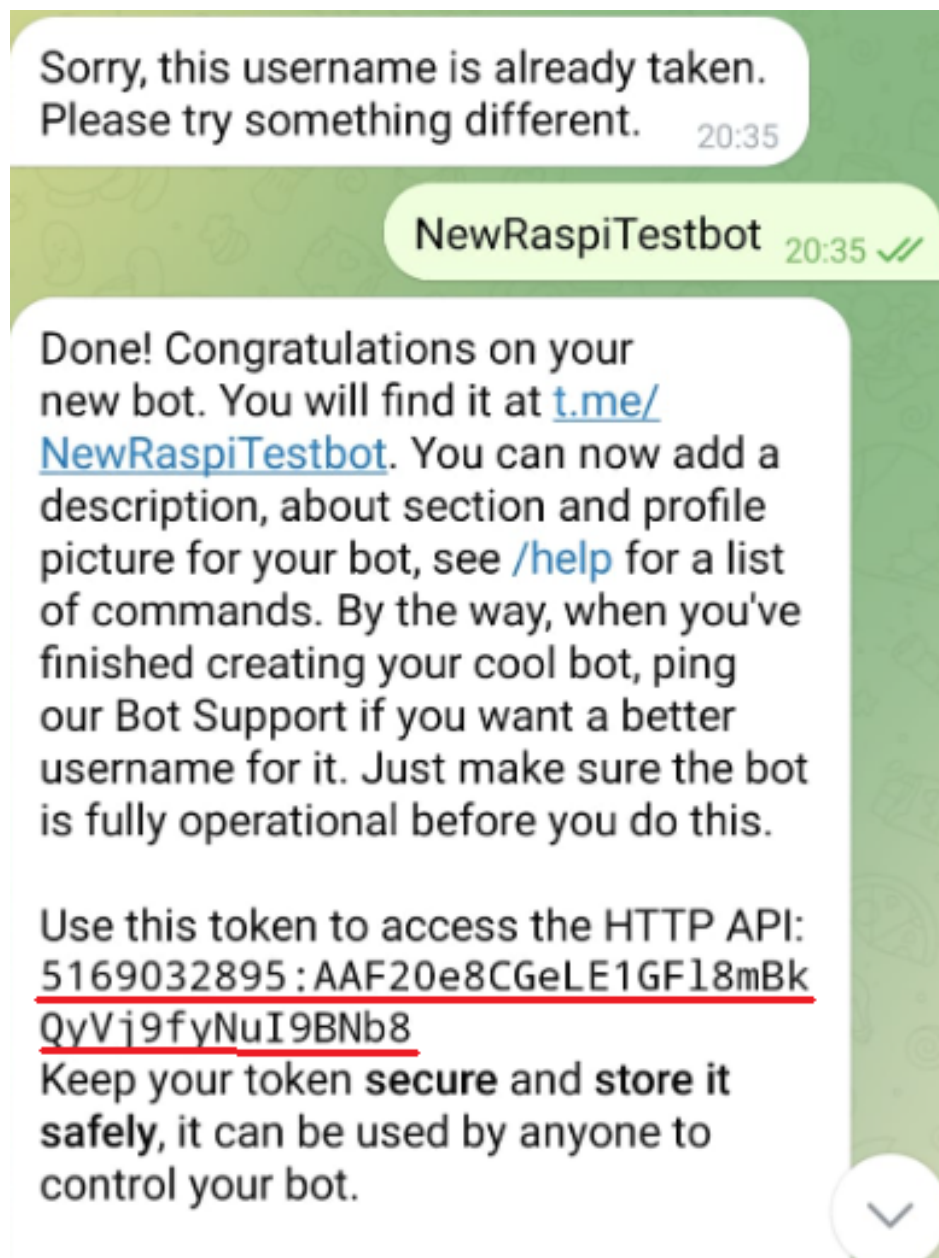 Sorry, this username is already taken.
Please try something different. 20:35
NewRaspiTestbot 20:35
Done! Congratulations on your
new bot. You will find it at t.me/
NewRaspiTestbot. You can now add a
description, about section and profile
picture for your bot, see /help for a list
of commands. By the way, when you've
finished creating your cool bot, ping
our Bot Support if you want a better
username for it. Just make sure the bot
is fully operational before you do this.
Use this token to access the HTTP API:
5169032895:AAF20e8CGeLE1GFl8mBk
QyVj9fyNuI9BNb8
Keep your token secure and store it
safely, it can be used by anyone to
control your bot.